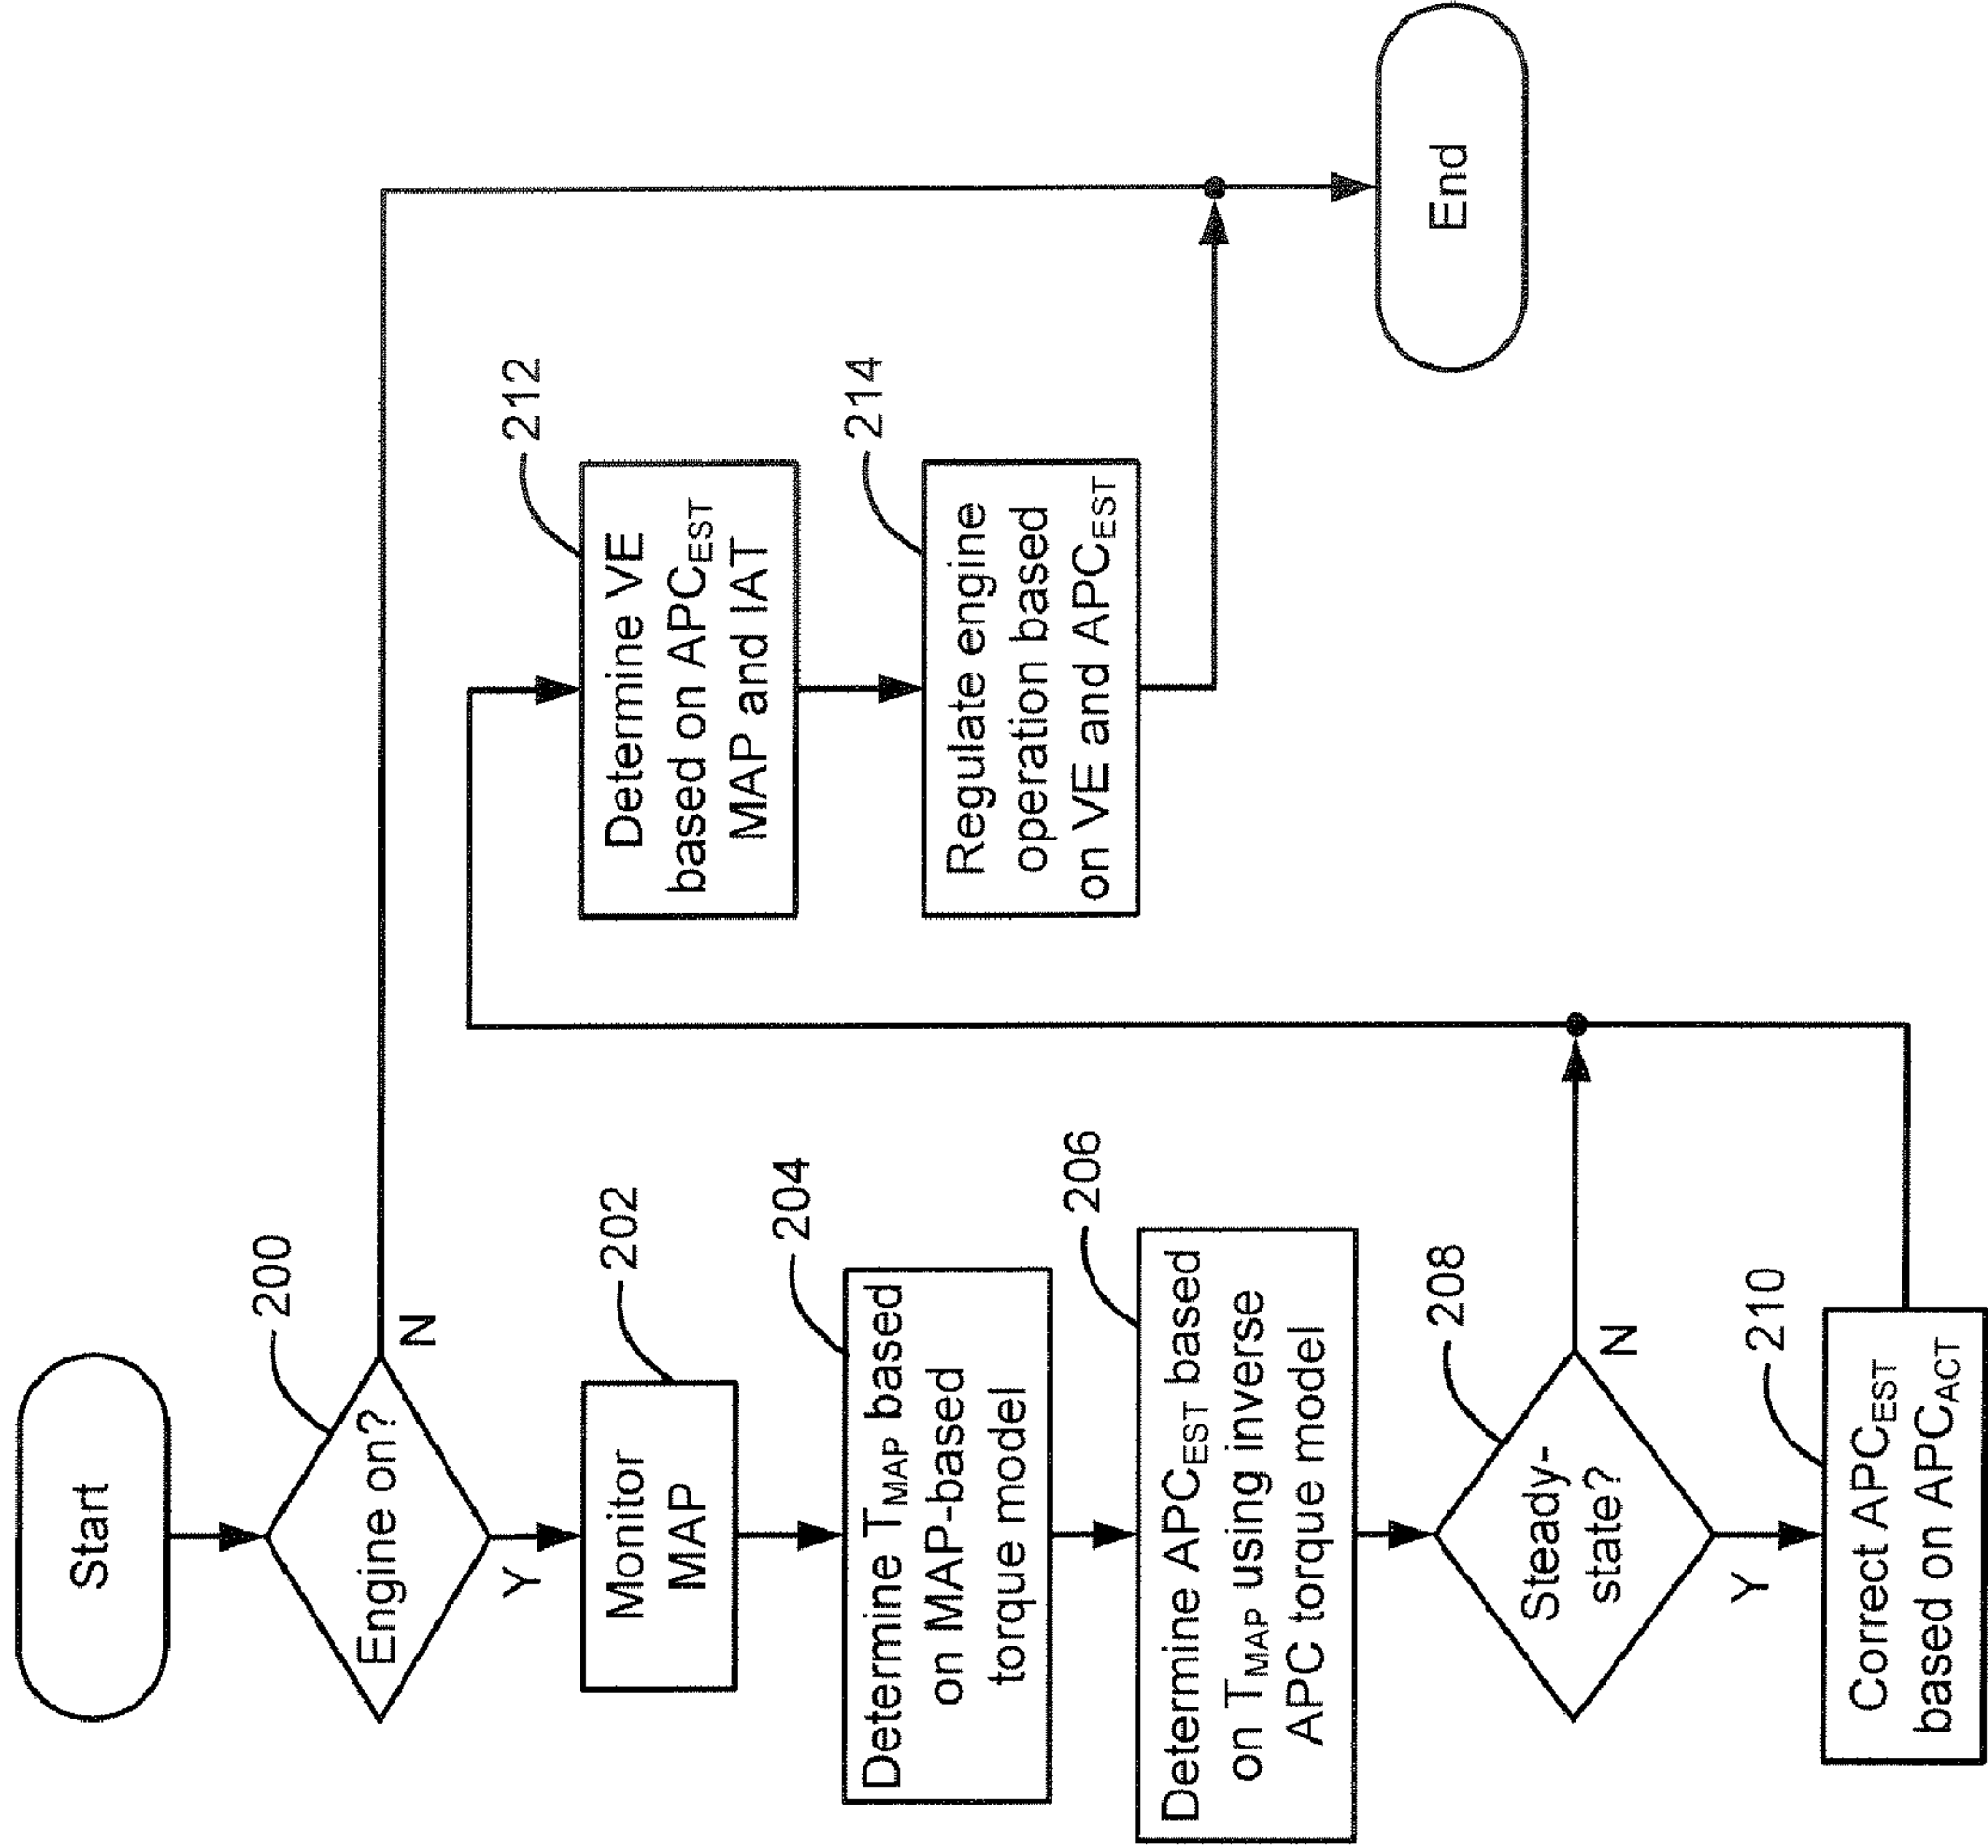 Start
200
Engine on?
N
Y
202
Monitor
MAP
204
Determine TMAP based
on MAP-based
torque model
206
Determine APCEST based
on TMAP using inverse
APC torque model
208
Steady-
state?
N
Y
210
Correct APCEST
based on APCACT
212
Determine VE
based on APCEST
MAP and IAT
214
Regulate engine
operation based
on VE and APCEST
End